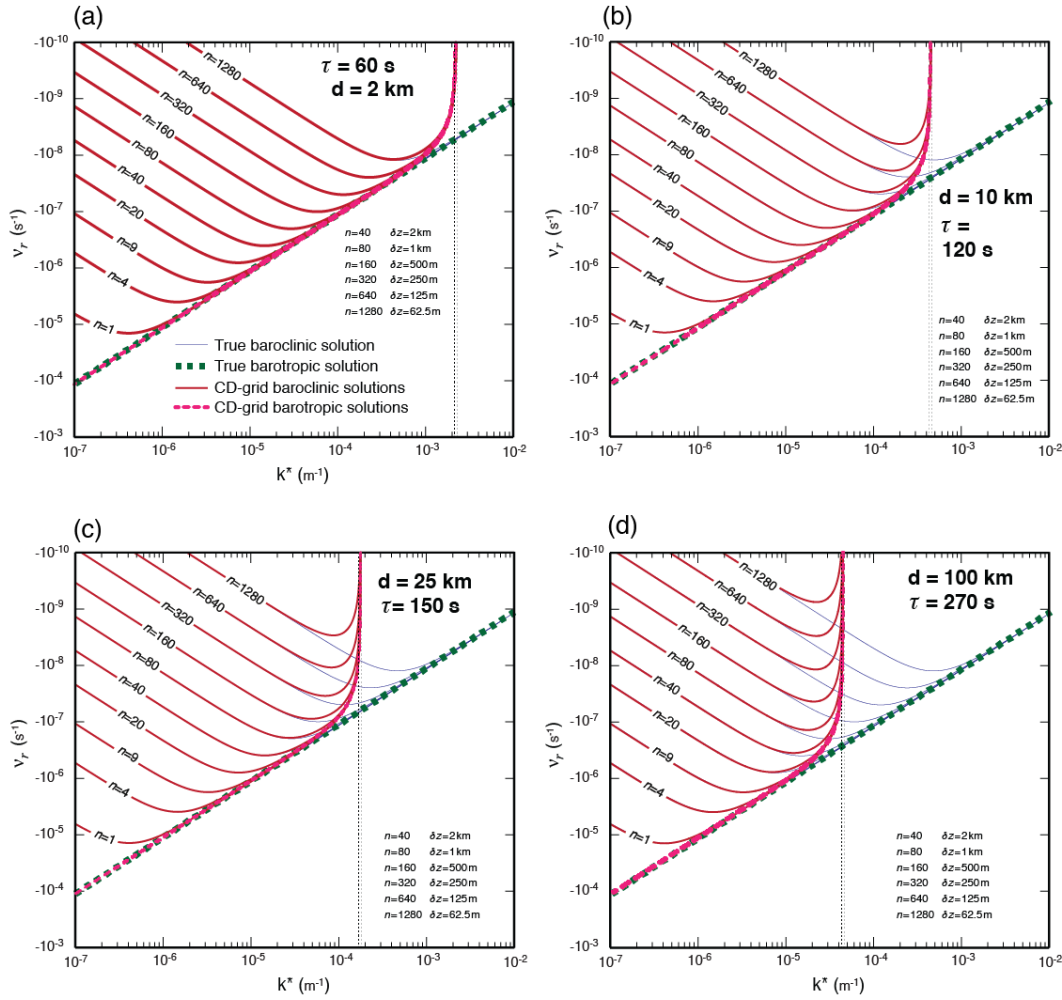 (a)
-10-10
-10-9
-10-8
-10-7
-10-6
-10-5
-10-4
-10-3
νr (s-1)
n=1280
n=640
n=320
n=160
n=80
n=40
n=20
n=9
n=4
n=1
τ = 60 s
d = 2 km
n=40 δz=2km
n=80 δz=1km
n=160 δz=500m
n=320 δz=250m
n=640 δz=125m
n=1280 δz=62.5m
True baroclinic solution
True barotropic solution
CD-grid baroclinic solutions
CD-grid barotropic solutions
10-7 10-6 10-5 10-4 10-3 10-2
k* (m-1)
(b)
-10-10
-10-9
-10-8
-10-7
-10-6
-10-5
-10-4
-10-3
νr (s-1)
n=1280
n=640
n=320
n=160
n=80
n=40
n=20
n=9
n=4
n=1
d = 10 km
τ =
120 s
n=40 δz=2km
n=80 δz=1km
n=160 δz=500m
n=320 δz=250m
n=640 δz=125m
n=1280 δz=62.5m
10-7 10-6 10-5 10-4 10-3 10-2
k* (m-1)
(c)
-10-10
-10-9
-10-8
-10-7
-10-6
-10-5
-10-4
-10-3
νr (s-1)
n=1280
n=640
n=320
n=160
n=80
n=40
n=20
n=9
n=4
n=1
d = 25 km
τ = 150 s
n=40 δz=2km
n=80 δz=1km
n=160 δz=500m
n=320 δz=250m
n=640 δz=125m
n=1280 δz=62.5m
10-7 10-6 10-5 10-4 10-3 10-2
k* (m-1)
(d)
-10-10
-10-9
-10-8
-10-7
-10-6
-10-5
-10-4
-10-3
νr (s-1)
n=1280
n=640
n=320
n=160
n=80
n=40
n=20
n=9
n=4
n=1
d = 100 km
τ = 270 s
n=40 δz=2km
n=80 δz=1km
n=160 δz=500m
n=320 δz=250m
n=640 δz=125m
n=1280 δz=62.5m
10-7 10-6 10-5 10-4 10-3 10-2
k* (m-1)